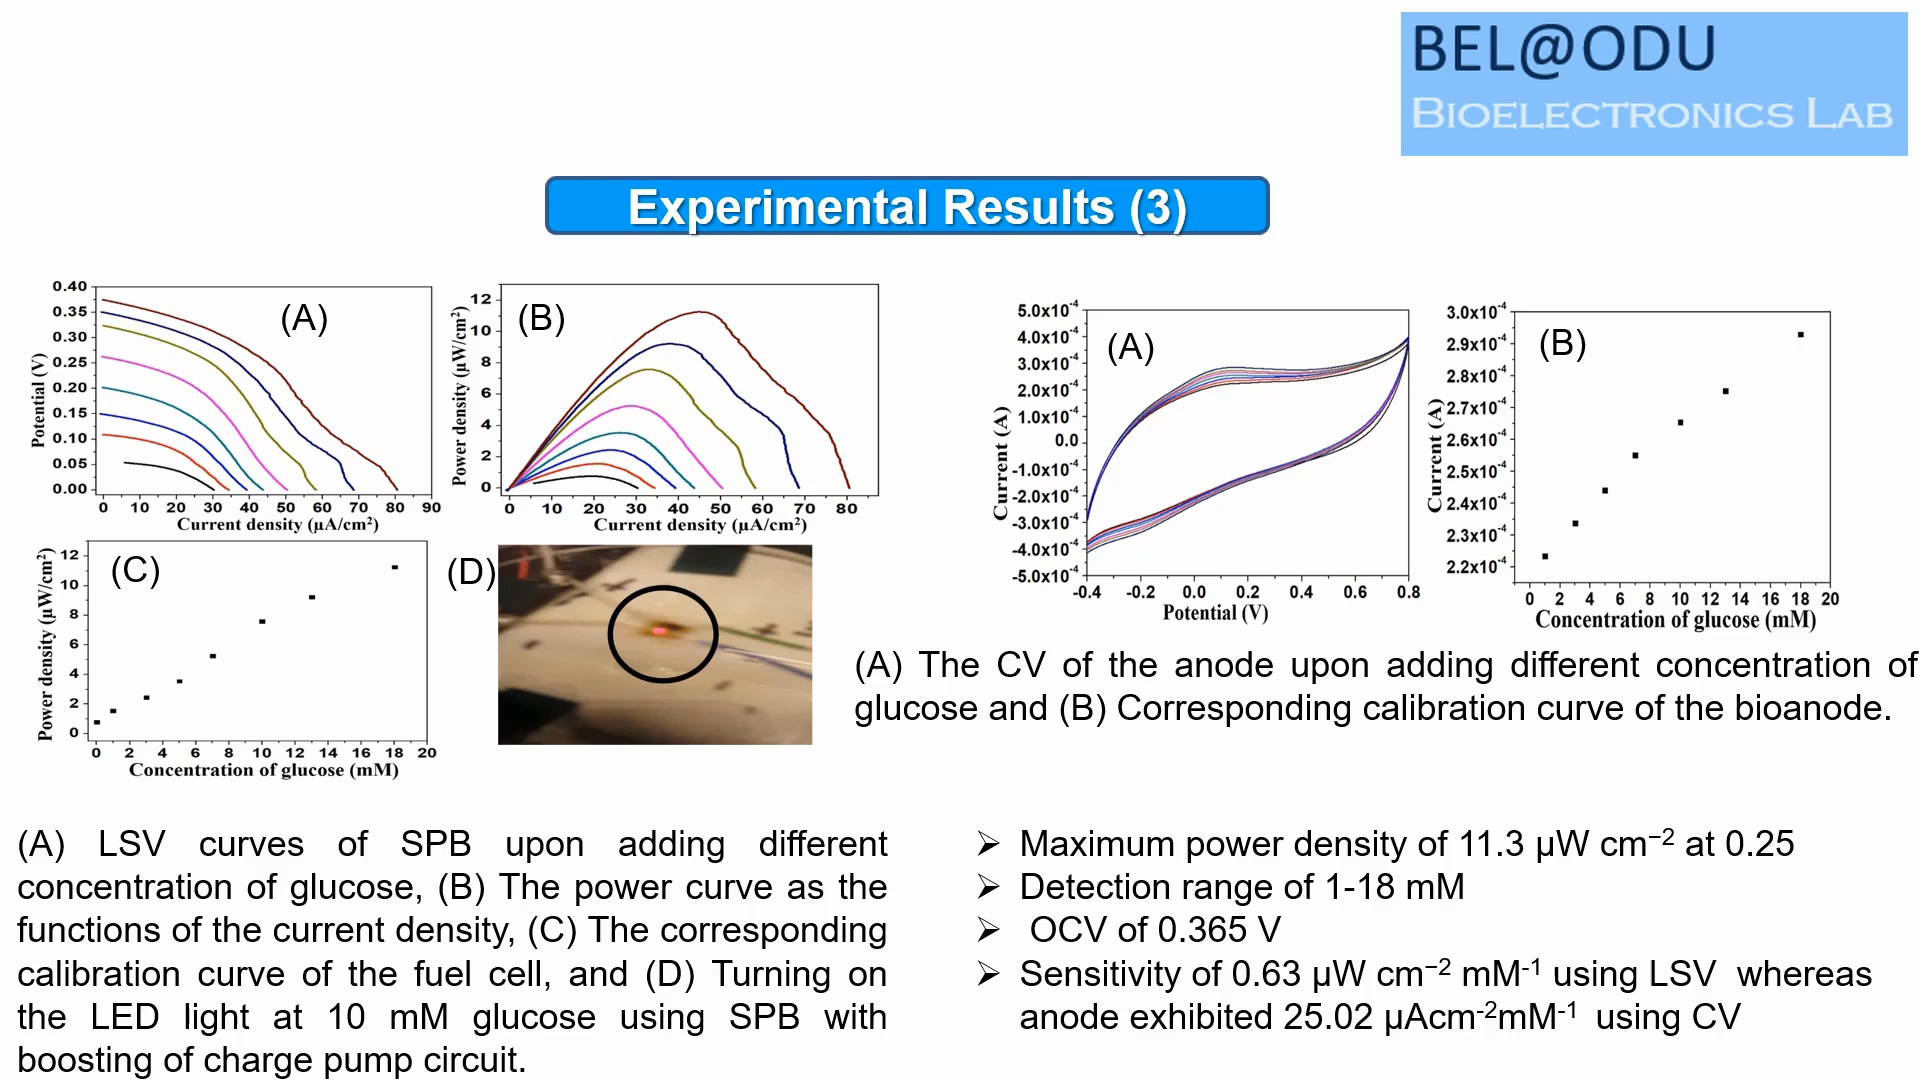 BEL@ODU
BIOELECTRONICS LAB
Experimental Results (3)
(A)
0.40
0.35
0.30
0.25
0.20
0.15
0.10
0.05
0.00
Potential (V)
0 10 20 30 40 50 60 70 80 90
Current density (µA/cm²)
(B)
12
10
8
6
4
2
0
Power density (µW/cm²)
0 10 20 30 40 50 60 70 80
Current density (µA/cm²)
(C)
12
10
8
6
4
2
0
Power density (µW/cm²)
0 2 4 6 8 10 12 14 16 18 20
Concentration of glucose (mM)
(D)
(A)
5.0x10⁻⁴
4.0x10⁻⁴
3.0x10⁻⁴
2.0x10⁻⁴
1.0x10⁻⁴
0.0
-1.0x10⁻⁴
-2.0x10⁻⁴
-3.0x10⁻⁴
-4.0x10⁻⁴
-5.0x10⁻⁴
Current (A)
-0.4 -0.2 0.0 0.2 0.4 0.6 0.8
Potential (V)
(B)
3.0x10⁻⁴
2.9x10⁻⁴
2.8x10⁻⁴
2.7x10⁻⁴
2.6x10⁻⁴
2.5x10⁻⁴
2.4x10⁻⁴
2.3x10⁻⁴
2.2x10⁻⁴
Current (A)
0 2 4 6 8 10 12 14 16 18 20
Concentration of glucose (mM)
(A) The CV of the anode upon adding different concentration of
glucose and (B) Corresponding calibration curve of the bioanode.
(A) LSV curves of SPB upon adding different
concentration of glucose, (B) The power curve as the
functions of the current density, (C) The corresponding
calibration curve of the fuel cell, and (D) Turning on
the LED light at 10 mM glucose using SPB with
boosting of charge pump circuit.
➢ Maximum power density of 11.3 µW cm⁻² at 0.25
➢ Detection range of 1-18 mM
➢ OCV of 0.365 V
➢ Sensitivity of 0.63 µW cm⁻² mM⁻¹ using LSV whereas
anode exhibited 25.02 µAcm⁻²mM⁻¹ using CV